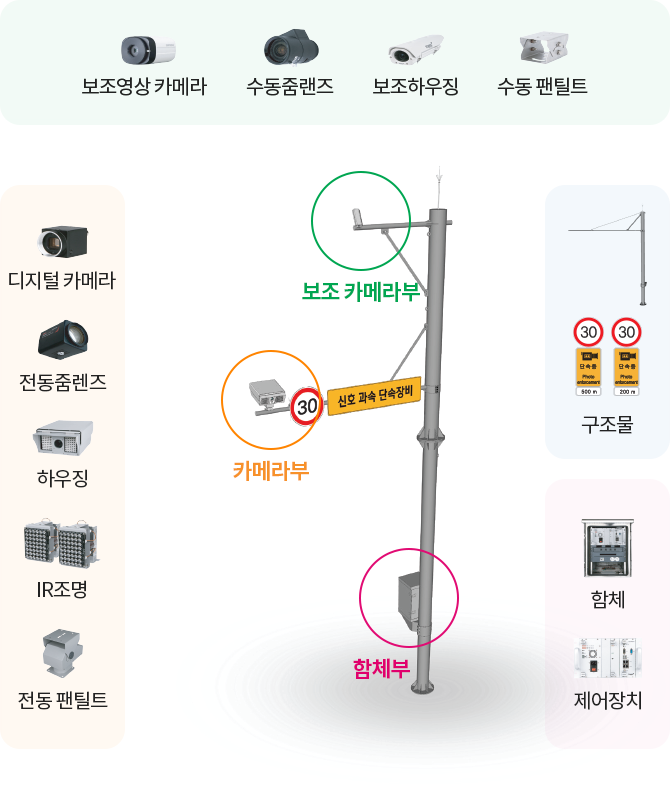 보조영상 카메라
수동줌랜즈
보조하우징
수동 팬틸트
디지털 카메라
전동줌렌즈
하우징
IR조명
전동 팬틸트
보조 카메라부
30
신호 과속 단속장비
카메라부
함체부
30 30
단속중 단속중
Photo Photo
enforcement enforcement
500 m 200 m
구조물
함체
제어장치